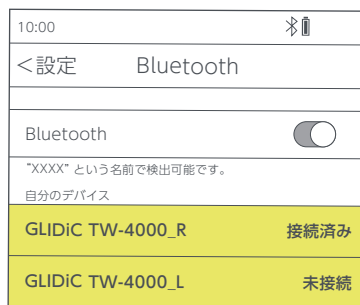 10:00
<設定 Bluetooth
Bluetooth
"XXXX" という名前で検出可能です。
自分のデバイス
GLIDiC TW-4000_R 接続済み
GLIDiC TW-4000_L 未接続